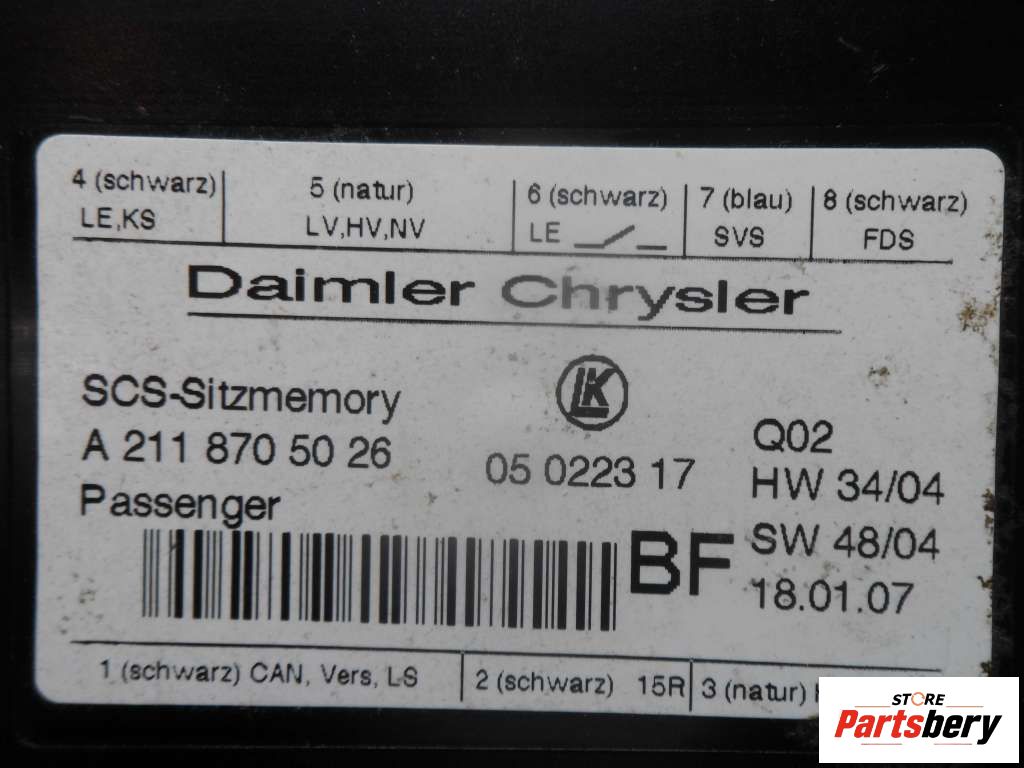 4 (schwarz) 5 (natur) 6 (schwarz) 7 (blau) 8 (schwarz)
LE,KS LV,HV,NV LE SVS FDS
Daimler Chrysler
LK
SCS-Sitzmemory
A 211 870 50 26 05 0223 17 Q02
Passenger HW 34/04
BF SW 48/04
18.01.07
1 (schwarz) CAN, Vers, LS 2 (schwarz) 15R 3 (natur)
STORE
Partsbery